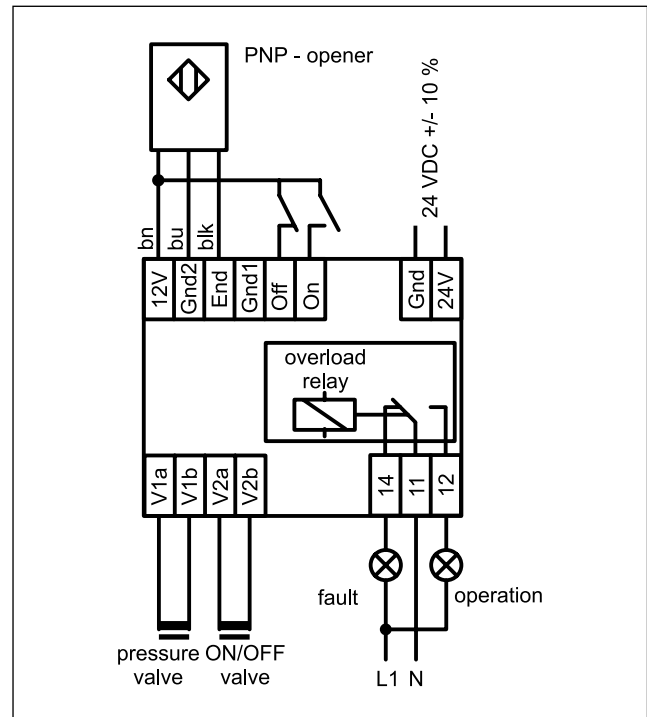 PNP - opener
24 VDC +/- 10 %
bn
bu
blk
12V
Gnd2
End
Gnd1
Off
On
Gnd
24V
overload
relay
V1a
V1b
V2a
V2b
14
11
12
fault
operation
pressure
valve
ON/OFF
valve
L1 N